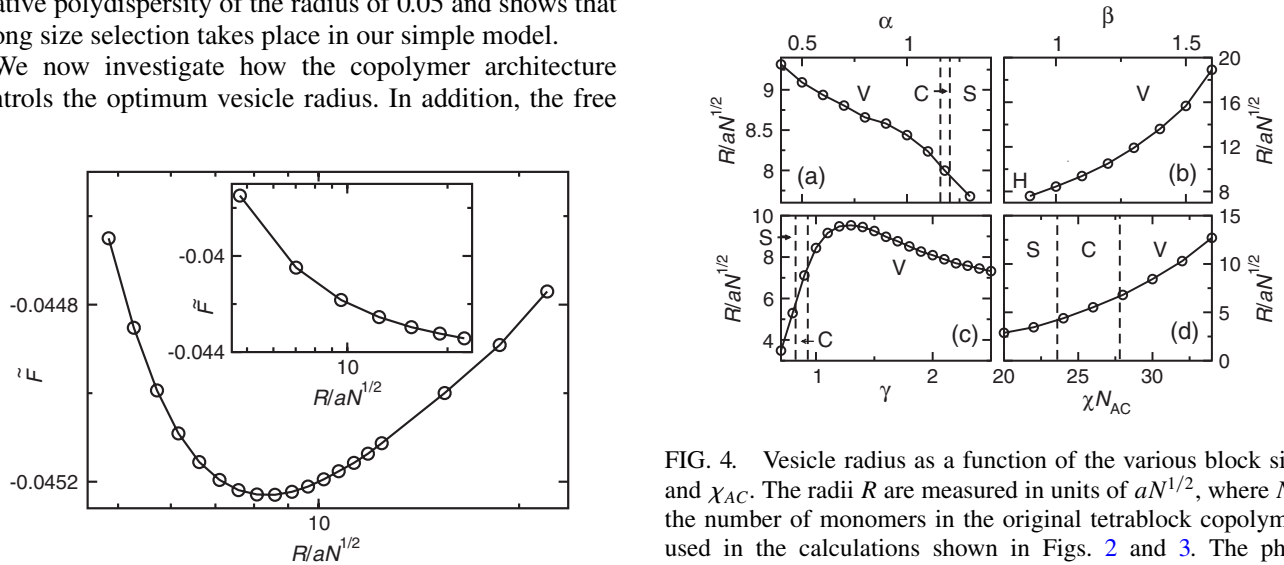 ative polydispersity of the radius of 0.05 and shows that
ong size selection takes place in our simple model.
We now investigate how the copolymer architecture
ntrols the optimum vesicle radius. In addition, the free
-0.0448
-0.0452
F̃
10
R/aN^1/2
-0.04
-0.044
F̃
10
R/aN^1/2
α
0.5 1
9
8.5
8
R/aN^1/2
V C S
(a)
β
1 1.5
20
16
12
8
R/aN^1/2
V
H
(b)
10
8
6
4
R/aN^1/2
S
V
C
(c)
1 2
γ
15
10
5
0
R/aN^1/2
S C V
(d)
20 25 30
χN_AC
FIG. 4. Vesicle radius as a function of the various block si
and χ_AC. The radii R are measured in units of aN^1/2, where N
the number of monomers in the original tetrablock copolym
used in the calculations shown in Figs. 2 and 3. The ph